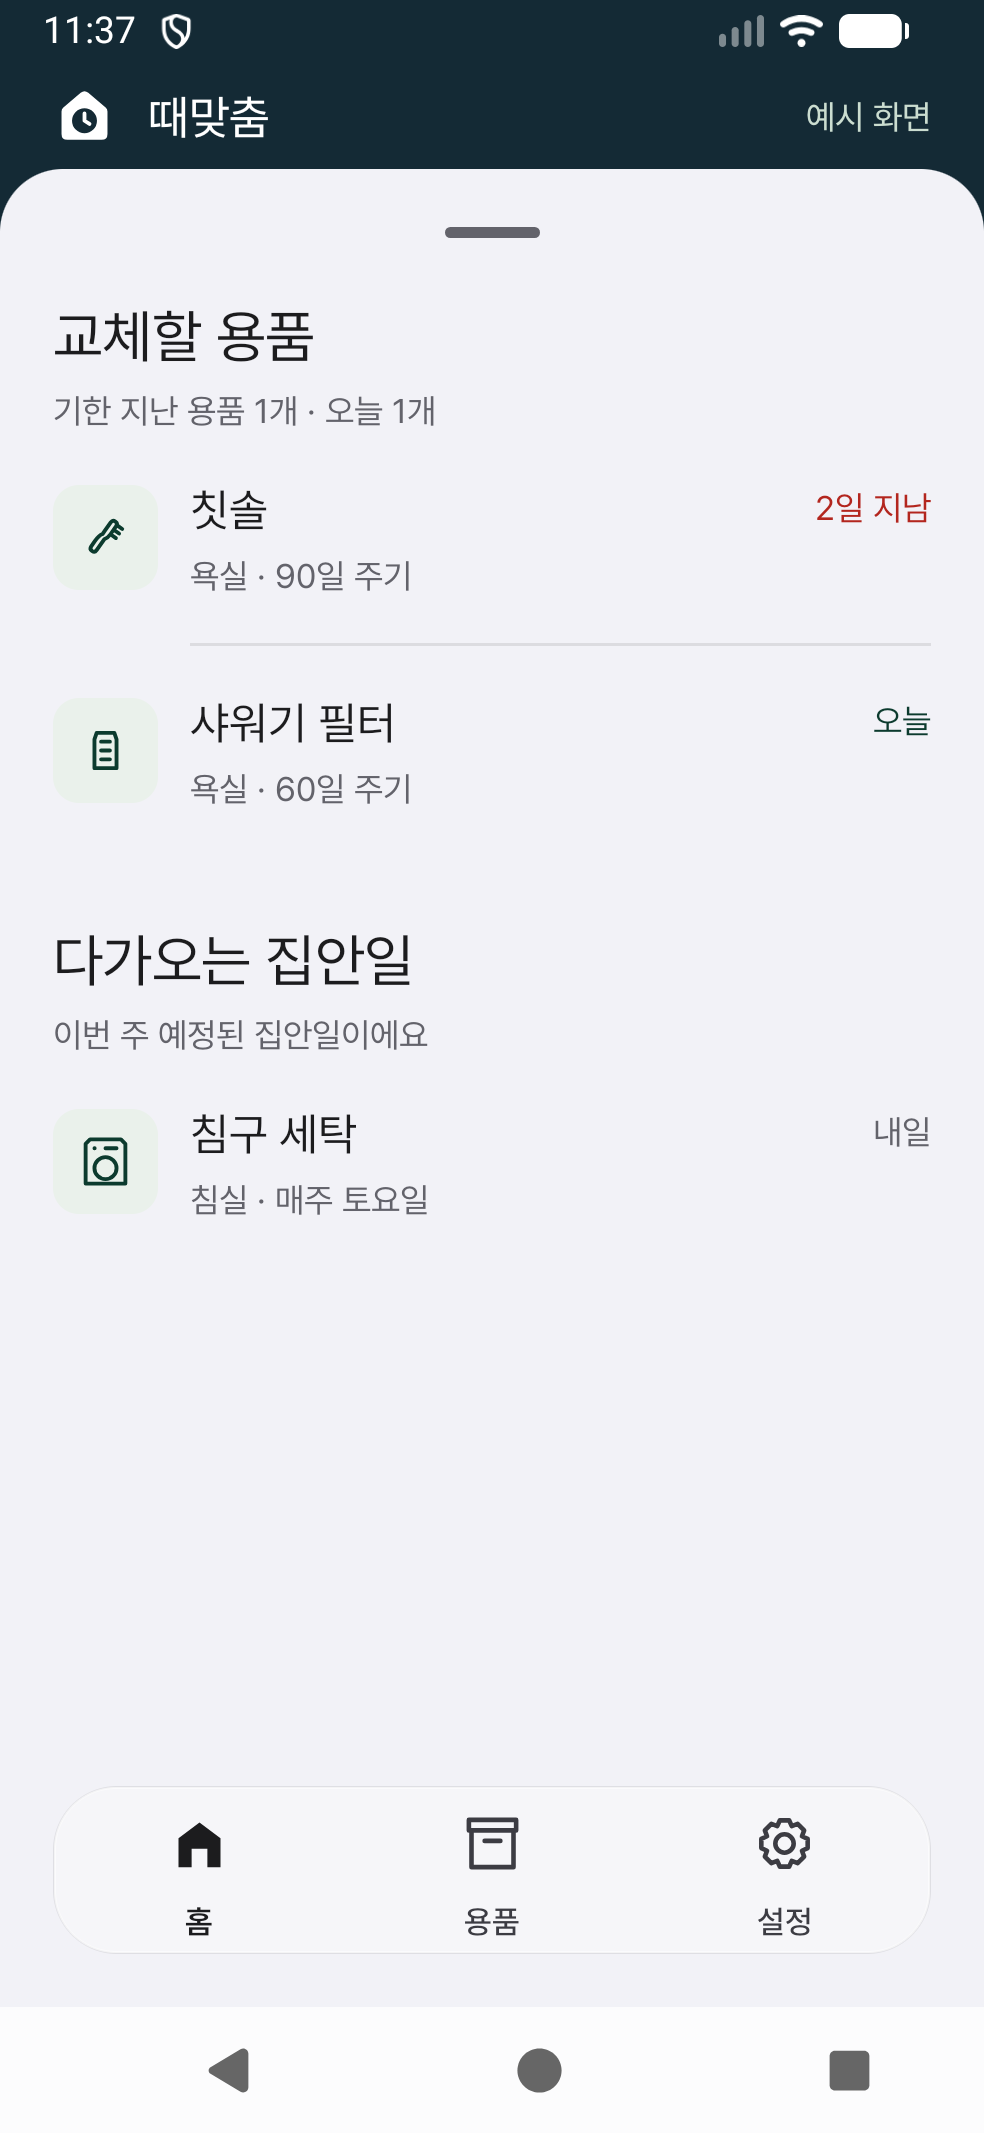 11:37
때맞춤
예시 화면
교체할 용품
기한 지난 용품 1개 · 오늘 1개
칫솔
2일 지남
욕실 · 90일 주기
샤워기 필터
오늘
욕실 · 60일 주기
다가오는 집안일
이번 주 예정된 집안일이에요
침구 세탁
내일
침실 · 매주 토요일
홈
용품
설정